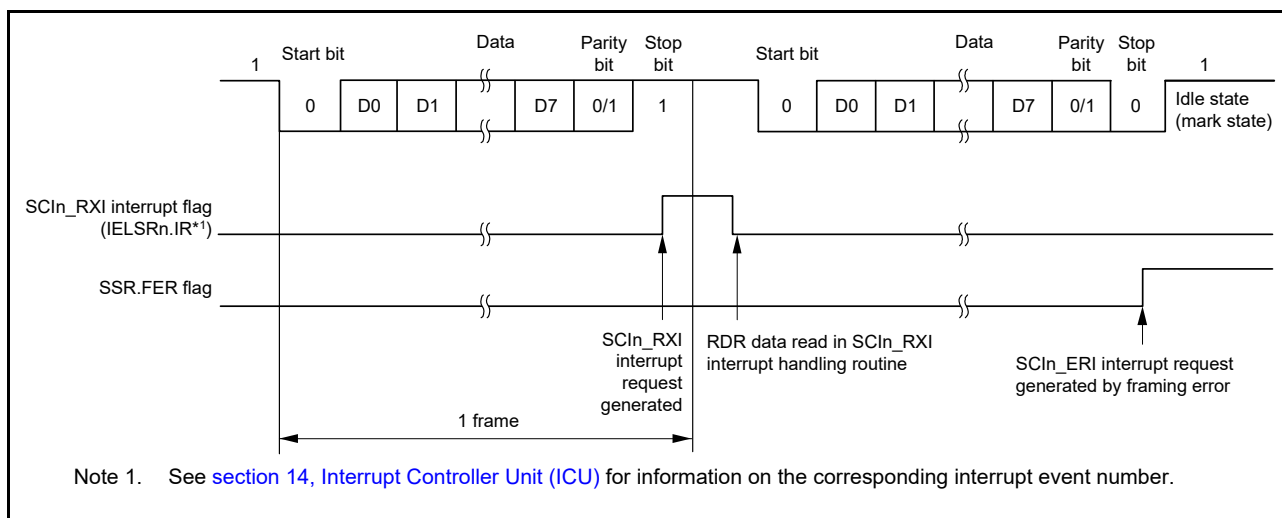 1 Start bit Data Parity bit Stop bit Start bit Data Parity bit Stop bit 1
0 D0 D1 D7 0/1 1 0 D0 D1 D7 0/1 0 Idle state (mark state)
SCIn_RXI interrupt flag
(IELSRn.IR*1)
SSR.FER flag
SCIn_RXI
interrupt
request
generated
RDR data read in SCIn_RXI
interrupt handling routine
SCIn_ERI interrupt request
generated by framing error
1 frame
Note 1. See section 14, Interrupt Controller Unit (ICU) for information on the corresponding interrupt event number.